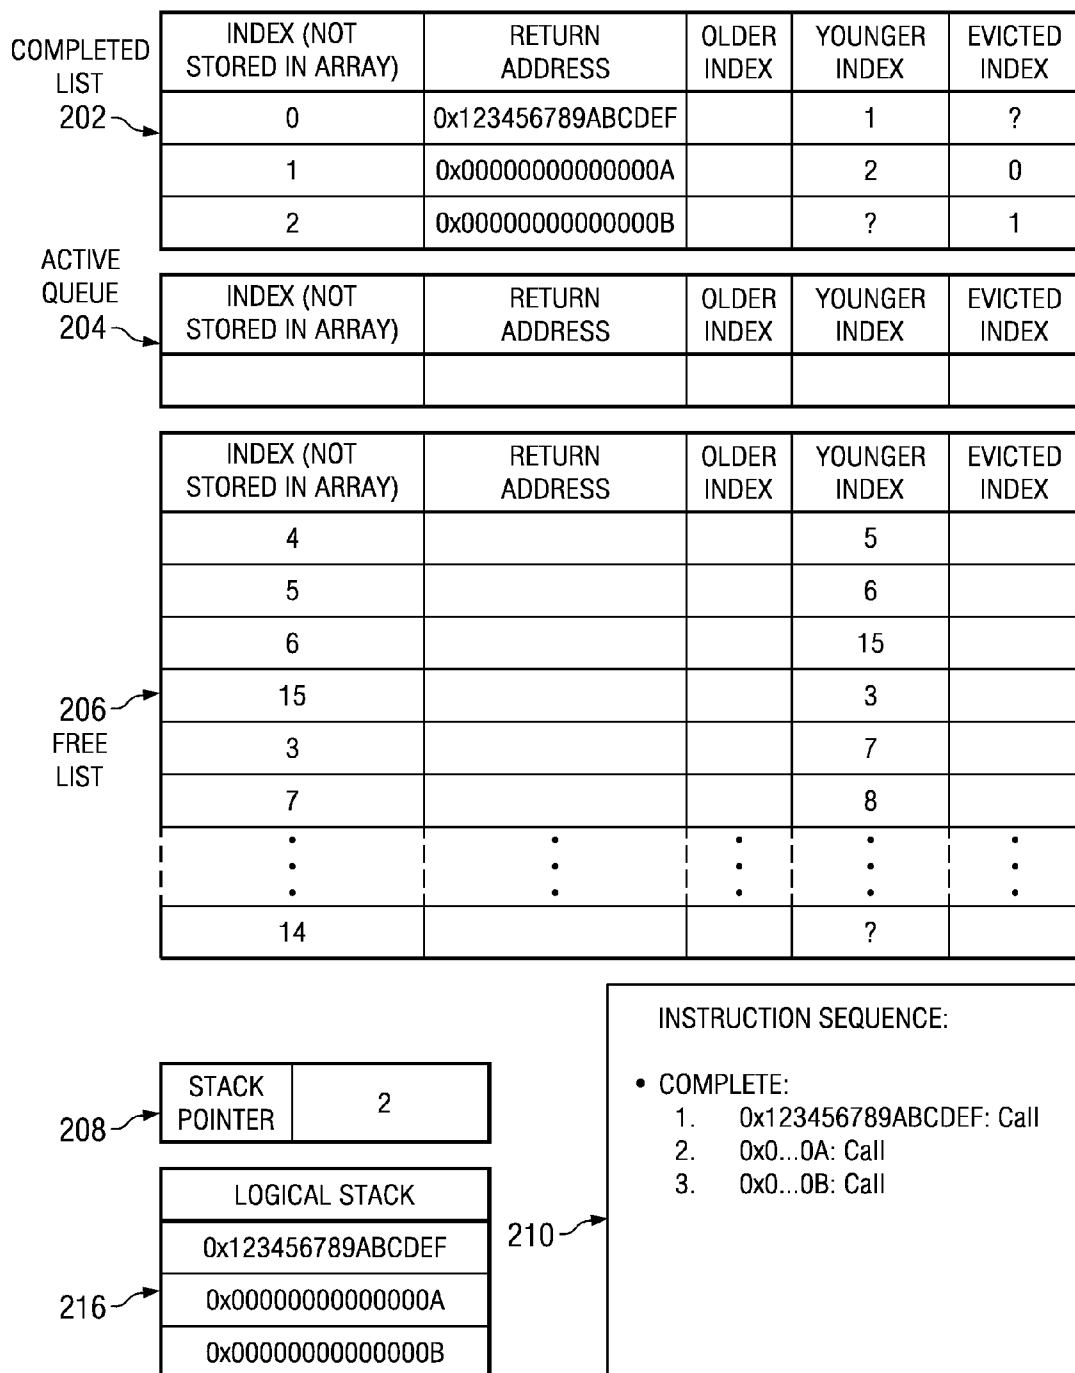 COMPLETED
LIST
202
INDEX (NOT STORED IN ARRAY) RETURN ADDRESS OLDER INDEX YOUNGER INDEX EVICTED INDEX
0 0x123456789ABCDEF 1 ?
1 0x00000000000000A 2 0
2 0x00000000000000B ? 1
ACTIVE
QUEUE
204
INDEX (NOT STORED IN ARRAY) RETURN ADDRESS OLDER INDEX YOUNGER INDEX EVICTED INDEX
INDEX (NOT STORED IN ARRAY) RETURN ADDRESS OLDER INDEX YOUNGER INDEX EVICTED INDEX
4 5
5 6
6 15
15 3
3 7
7 8
14 ?
206
FREE
LIST
STACK POINTER 2
208
LOGICAL STACK
0x123456789ABCDEF
0x00000000000000A
0x00000000000000B
216
INSTRUCTION SEQUENCE:
• COMPLETE:
1. 0x123456789ABCDEF: Call
2. 0x0...0A: Call
3. 0x0...0B: Call
210